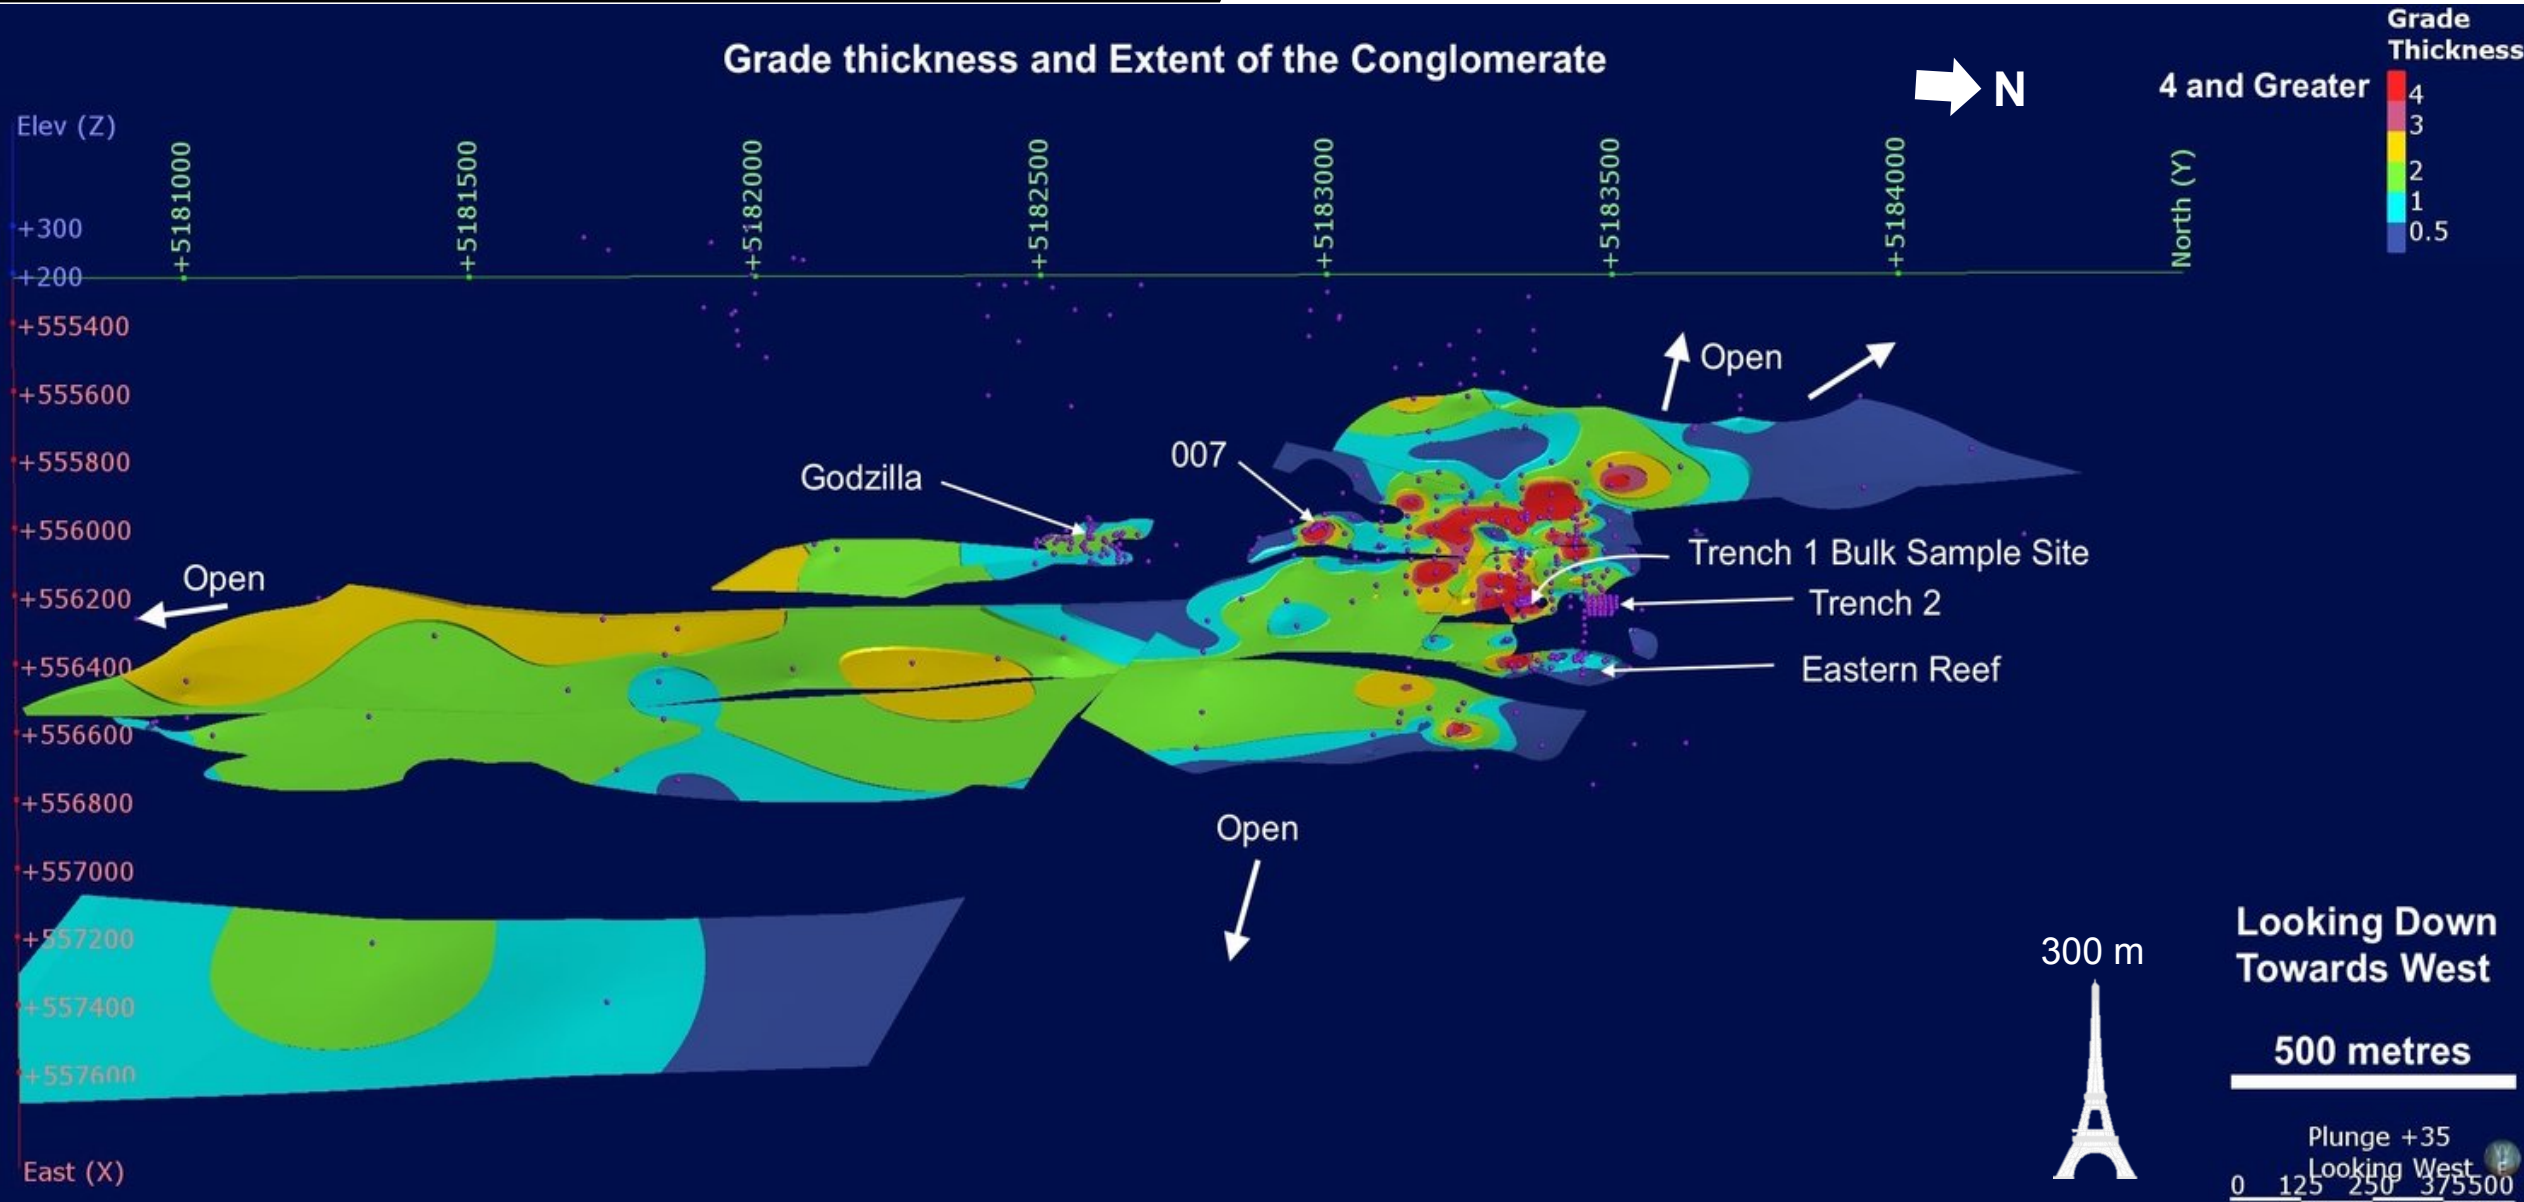 Grade thickness and Extent of the Conglomerate
N
Grade
Thickness
4 and Greater
4
3
2
1
0.5
Elev (Z)
+300
+200
+5181000
+5181500
+5182000
+5182500
+5183000
+5183500
+5184000
North (Y)
+555400
+555600
+555800
+556000
+556200
+556400
+556600
+556800
+557000
+557200
+557400
+557600
East (X)
Open
007
Godzilla
Trench 1 Bulk Sample Site
Open
Trench 2
Eastern Reef
Open
300 m
Looking Down
Towards West
500 metres
Plunge +35
Looking West
0 125 250 375500